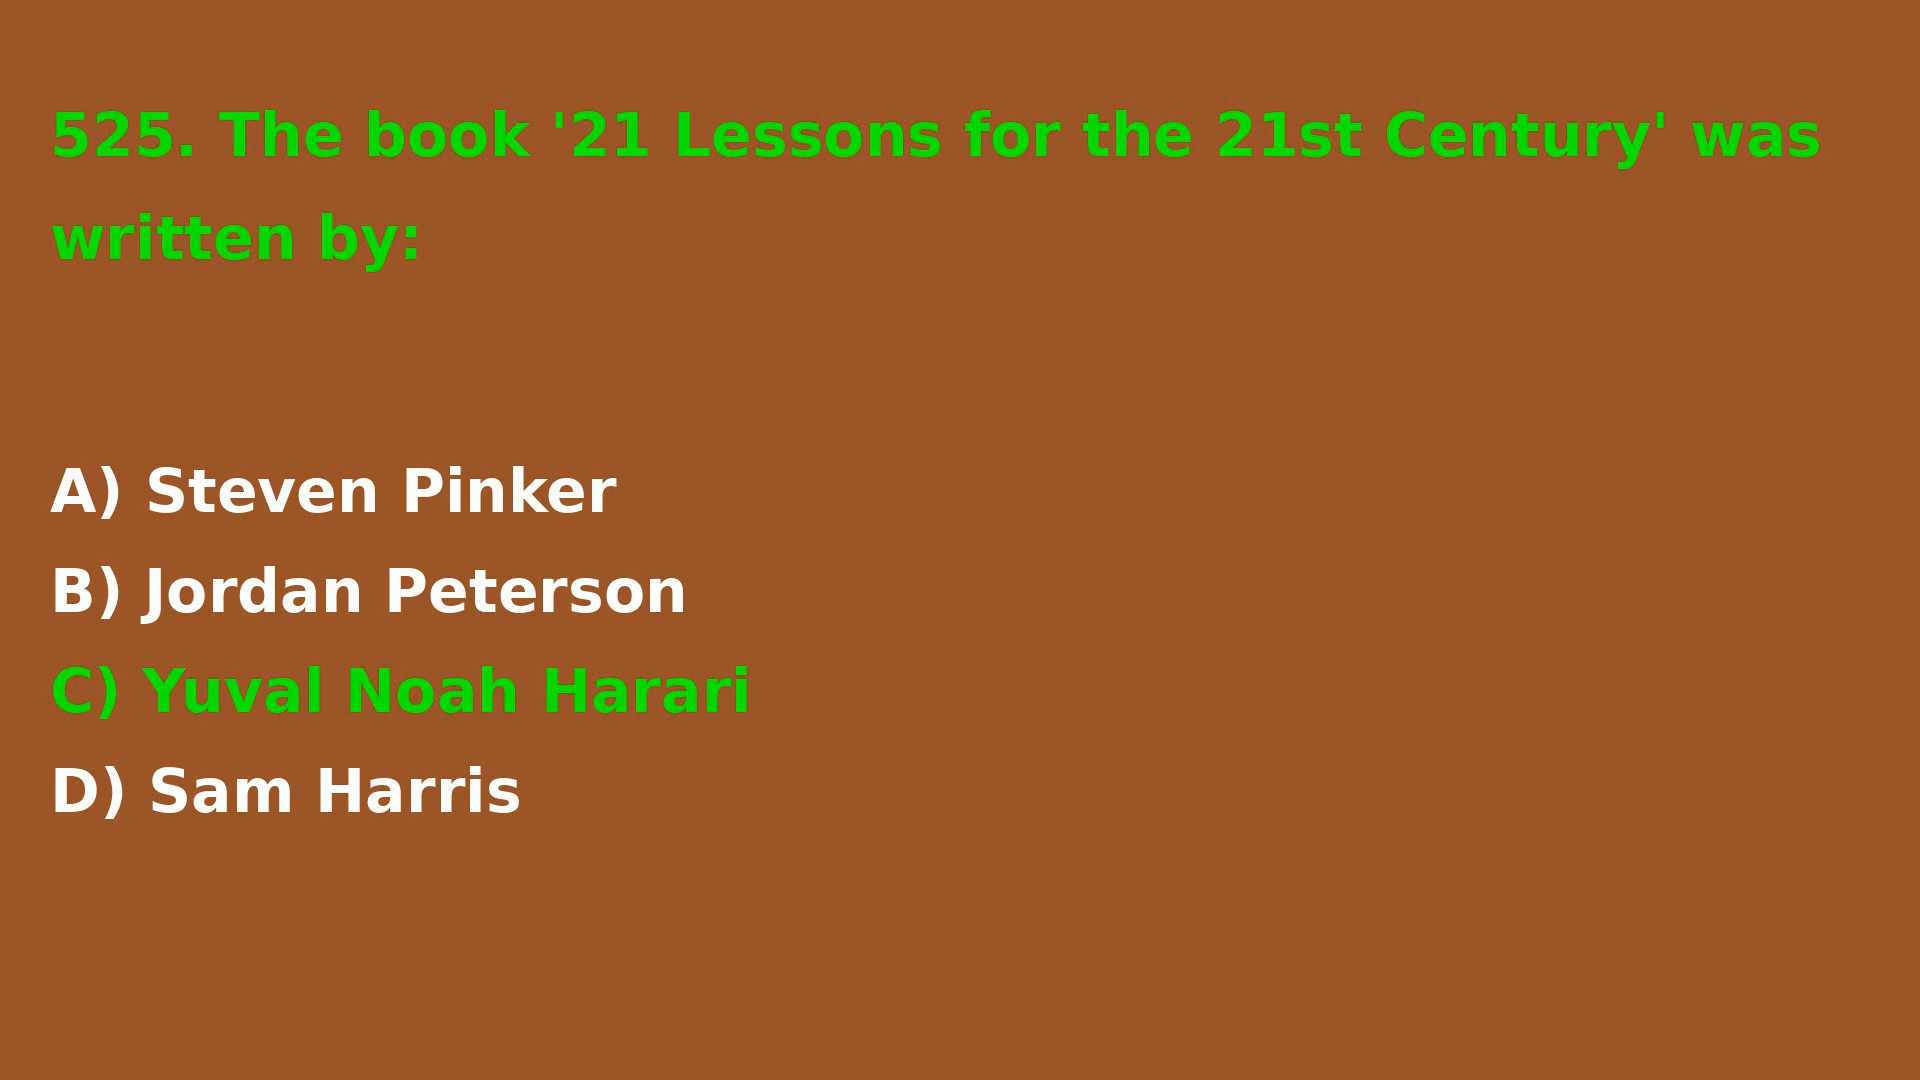 525. The book '21 Lessons for the 21st Century' was
written by:
A) Steven Pinker
B) Jordan Peterson
C) Yuval Noah Harari
D) Sam Harris